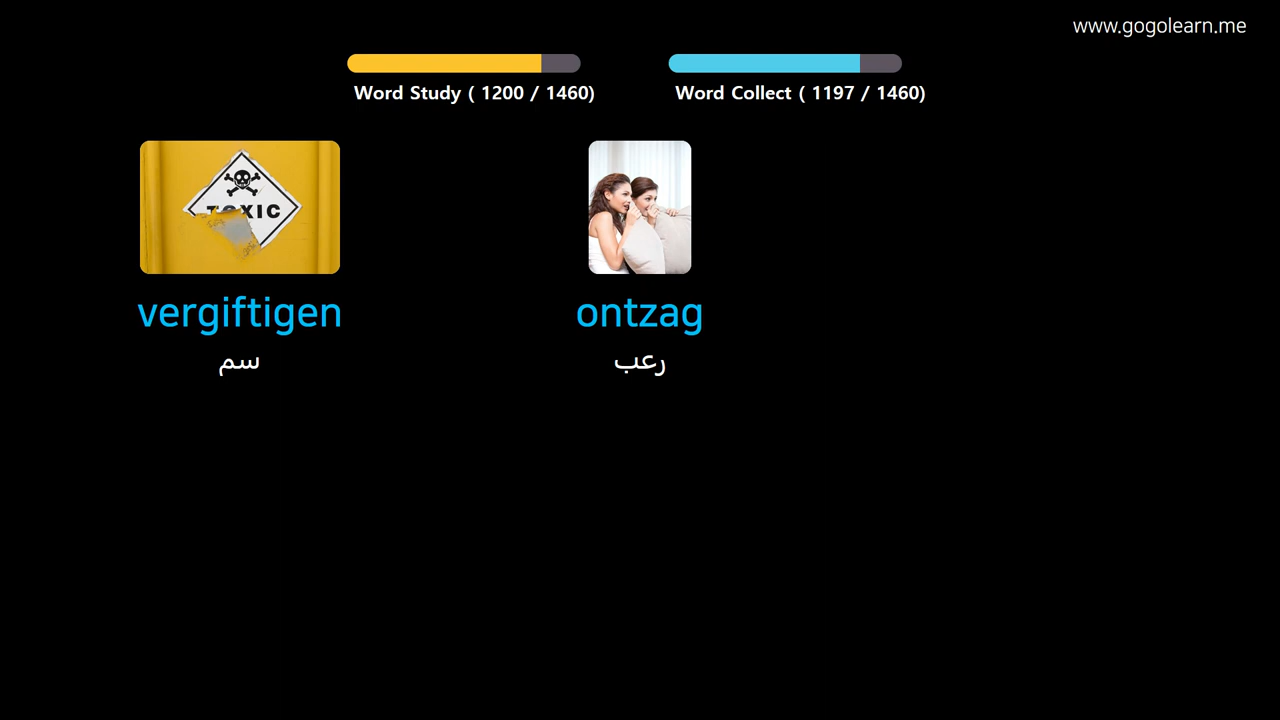 www.gogolearn.me
Word Study ( 1200 / 1460)
Word Collect ( 1197 / 1460)
TOXIC
vergiftigen
ontzag
سم
رعب